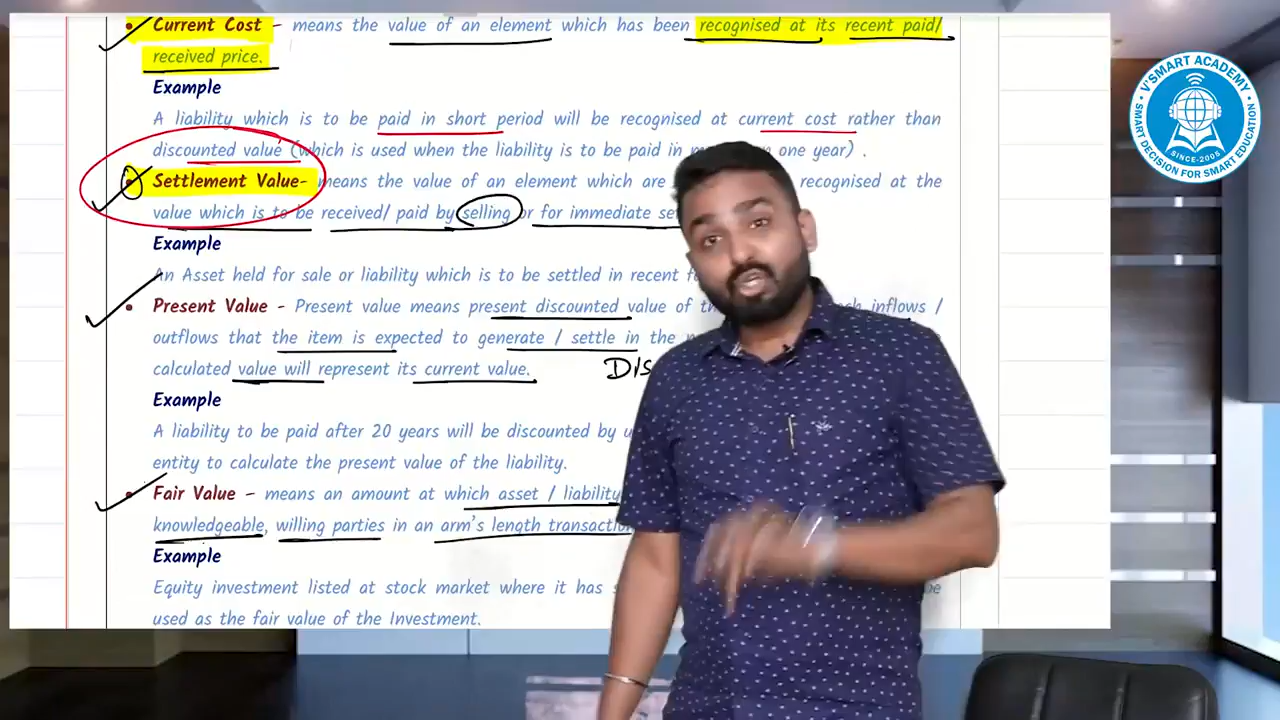 • Current Cost - means the value of an element which has been recognised at its recent paid/
received price.
Example
A liability which is to be paid in short period will be recognised at current cost rather than
discounted value (which is used when the liability is to be paid in one year) .
• Settlement Value- means the value of an element which are recognised at the
value which is to be received/ paid by selling or for immediate
Example
An Asset held for sale or liability which is to be settled in recent
• Present Value - Present value means present discounted value of inflows /
outflows that the item is expected to generate / settle in the
calculated value will represent its current value.
DIS
Example
A liability to be paid after 20 years will be discounted by
entity to calculate the present value of the liability.
• Fair Value - means an amount at which asset / liability
knowledgeable, willing parties in an arm's length
Example
Equity investment listed at stock market where it has
used as the fair value of the Investment.
V'SMART ACADEMY
SINCE-2008
SMART DECISION FOR SMART EDUCATION